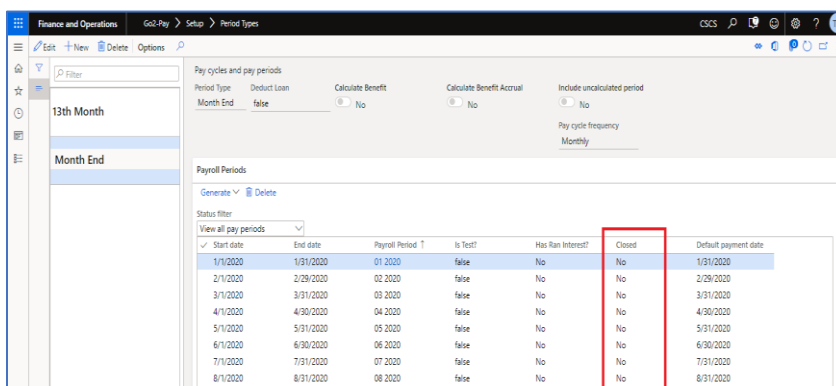 Finance and Operations Go2-Pay > Setup > Period Types CSCS ?
Edit + New Delete Options
Filter
13th Month
Month End
Pay cycles and pay periods
Period Type Deduct Loan Calculate Benefit Calculate Benefit Accrual Include uncalculated period
Month End false No No No
Pay cycle frequency
Monthly
Payroll Periods
Generate Delete
Status filter
View all pay periods
Start date End date Payroll Period ↑ Is Test? Has Ran Interest? Closed Default payment date
1/1/2020 1/31/2020 01 2020 false No No 1/31/2020
2/1/2020 2/29/2020 02 2020 false No No 2/29/2020
3/1/2020 3/31/2020 03 2020 false No No 3/31/2020
4/1/2020 4/30/2020 04 2020 false No No 4/30/2020
5/1/2020 5/31/2020 05 2020 false No No 5/31/2020
6/1/2020 6/30/2020 06 2020 false No No 6/30/2020
7/1/2020 7/31/2020 07 2020 false No No 7/31/2020
8/1/2020 8/31/2020 08 2020 false No No 8/31/2020